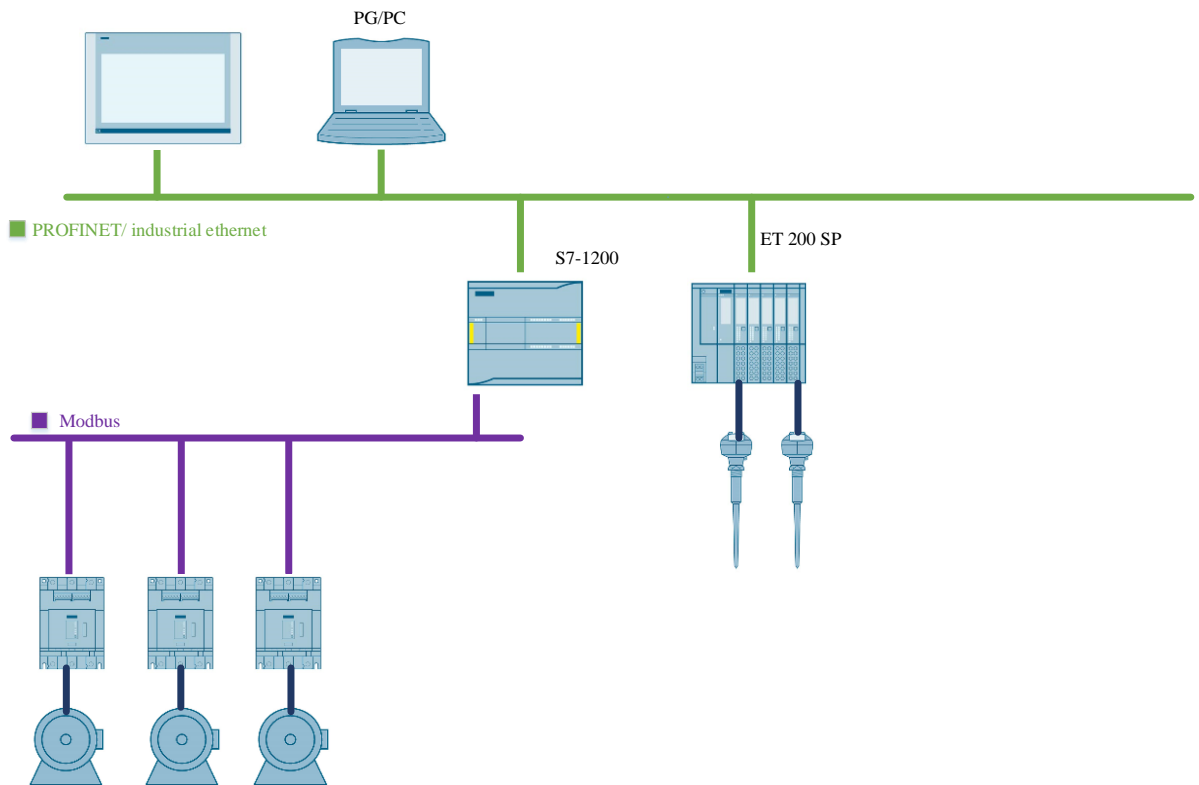 PG/PC
PROFINET/ industrial ethernet
ET 200 SP
S7-1200
Modbus